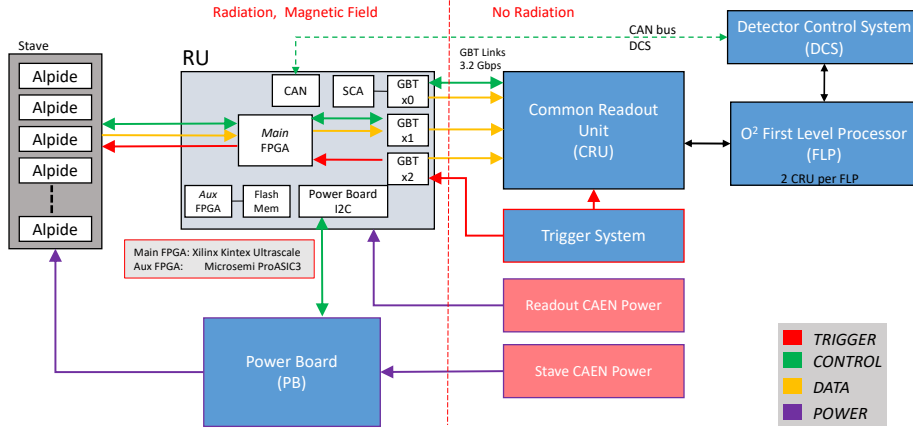 Radiation, Magnetic Field
No Radiation
Stave
Alpide
Alpide
Alpide
Alpide
Alpide
RU
CAN
SCA
GBT
x0
GBT
x1
GBT
x2
Main
FPGA
Aux
FPGA
Flash
Mem
Power Board
I2C
Main FPGA: Xilinx Kintex Ultrascale
Aux FPGA: Microsemi ProASIC3
Power Board
(PB)
GBT Links
3.2 Gbps
CAN bus
DCS
Common Readout
Unit
(CRU)
Trigger System
Readout CAEN Power
Stave CAEN Power
Detector Control System
(DCS)
O² First Level Processor
(FLP)
2 CRU per FLP
TRIGGER
CONTROL
DATA
POWER